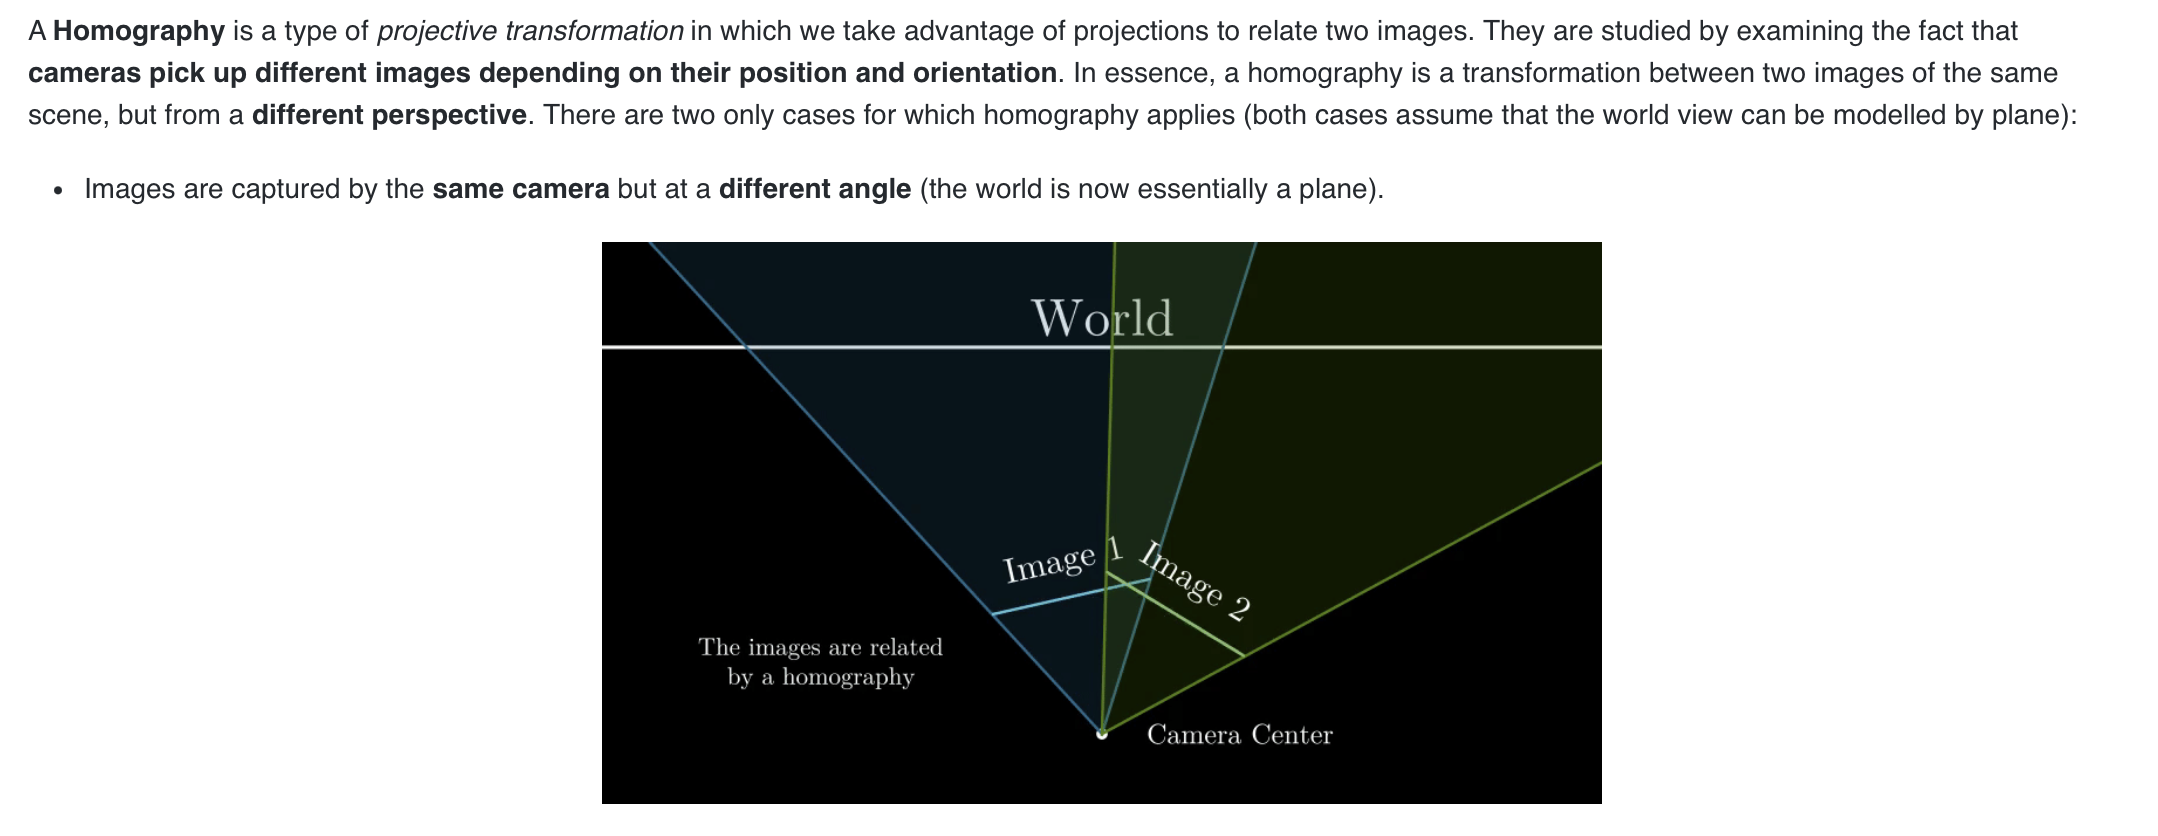 A Homography is a type of projective transformation in which we take advantage of projections to relate two images. They are studied by examining the fact that
cameras pick up different images depending on their position and orientation. In essence, a homography is a transformation between two images of the same
scene, but from a different perspective. There are two only cases for which homography applies (both cases assume that the world view can be modelled by plane):
• Images are captured by the same camera but at a different angle (the world is now essentially a plane).
World
Image 1
Image 2
The images are related
by a homography
Camera Center